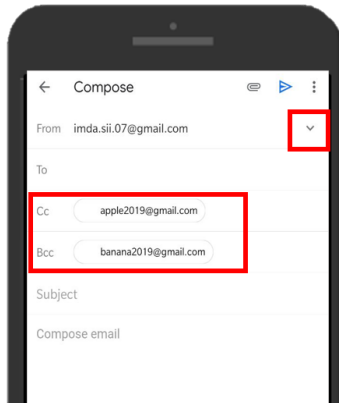 Compose
From imda.sii.07@gmail.com
To
Cc apple2019@gmail.com
Bcc banana2019@gmail.com
Subject
Compose email